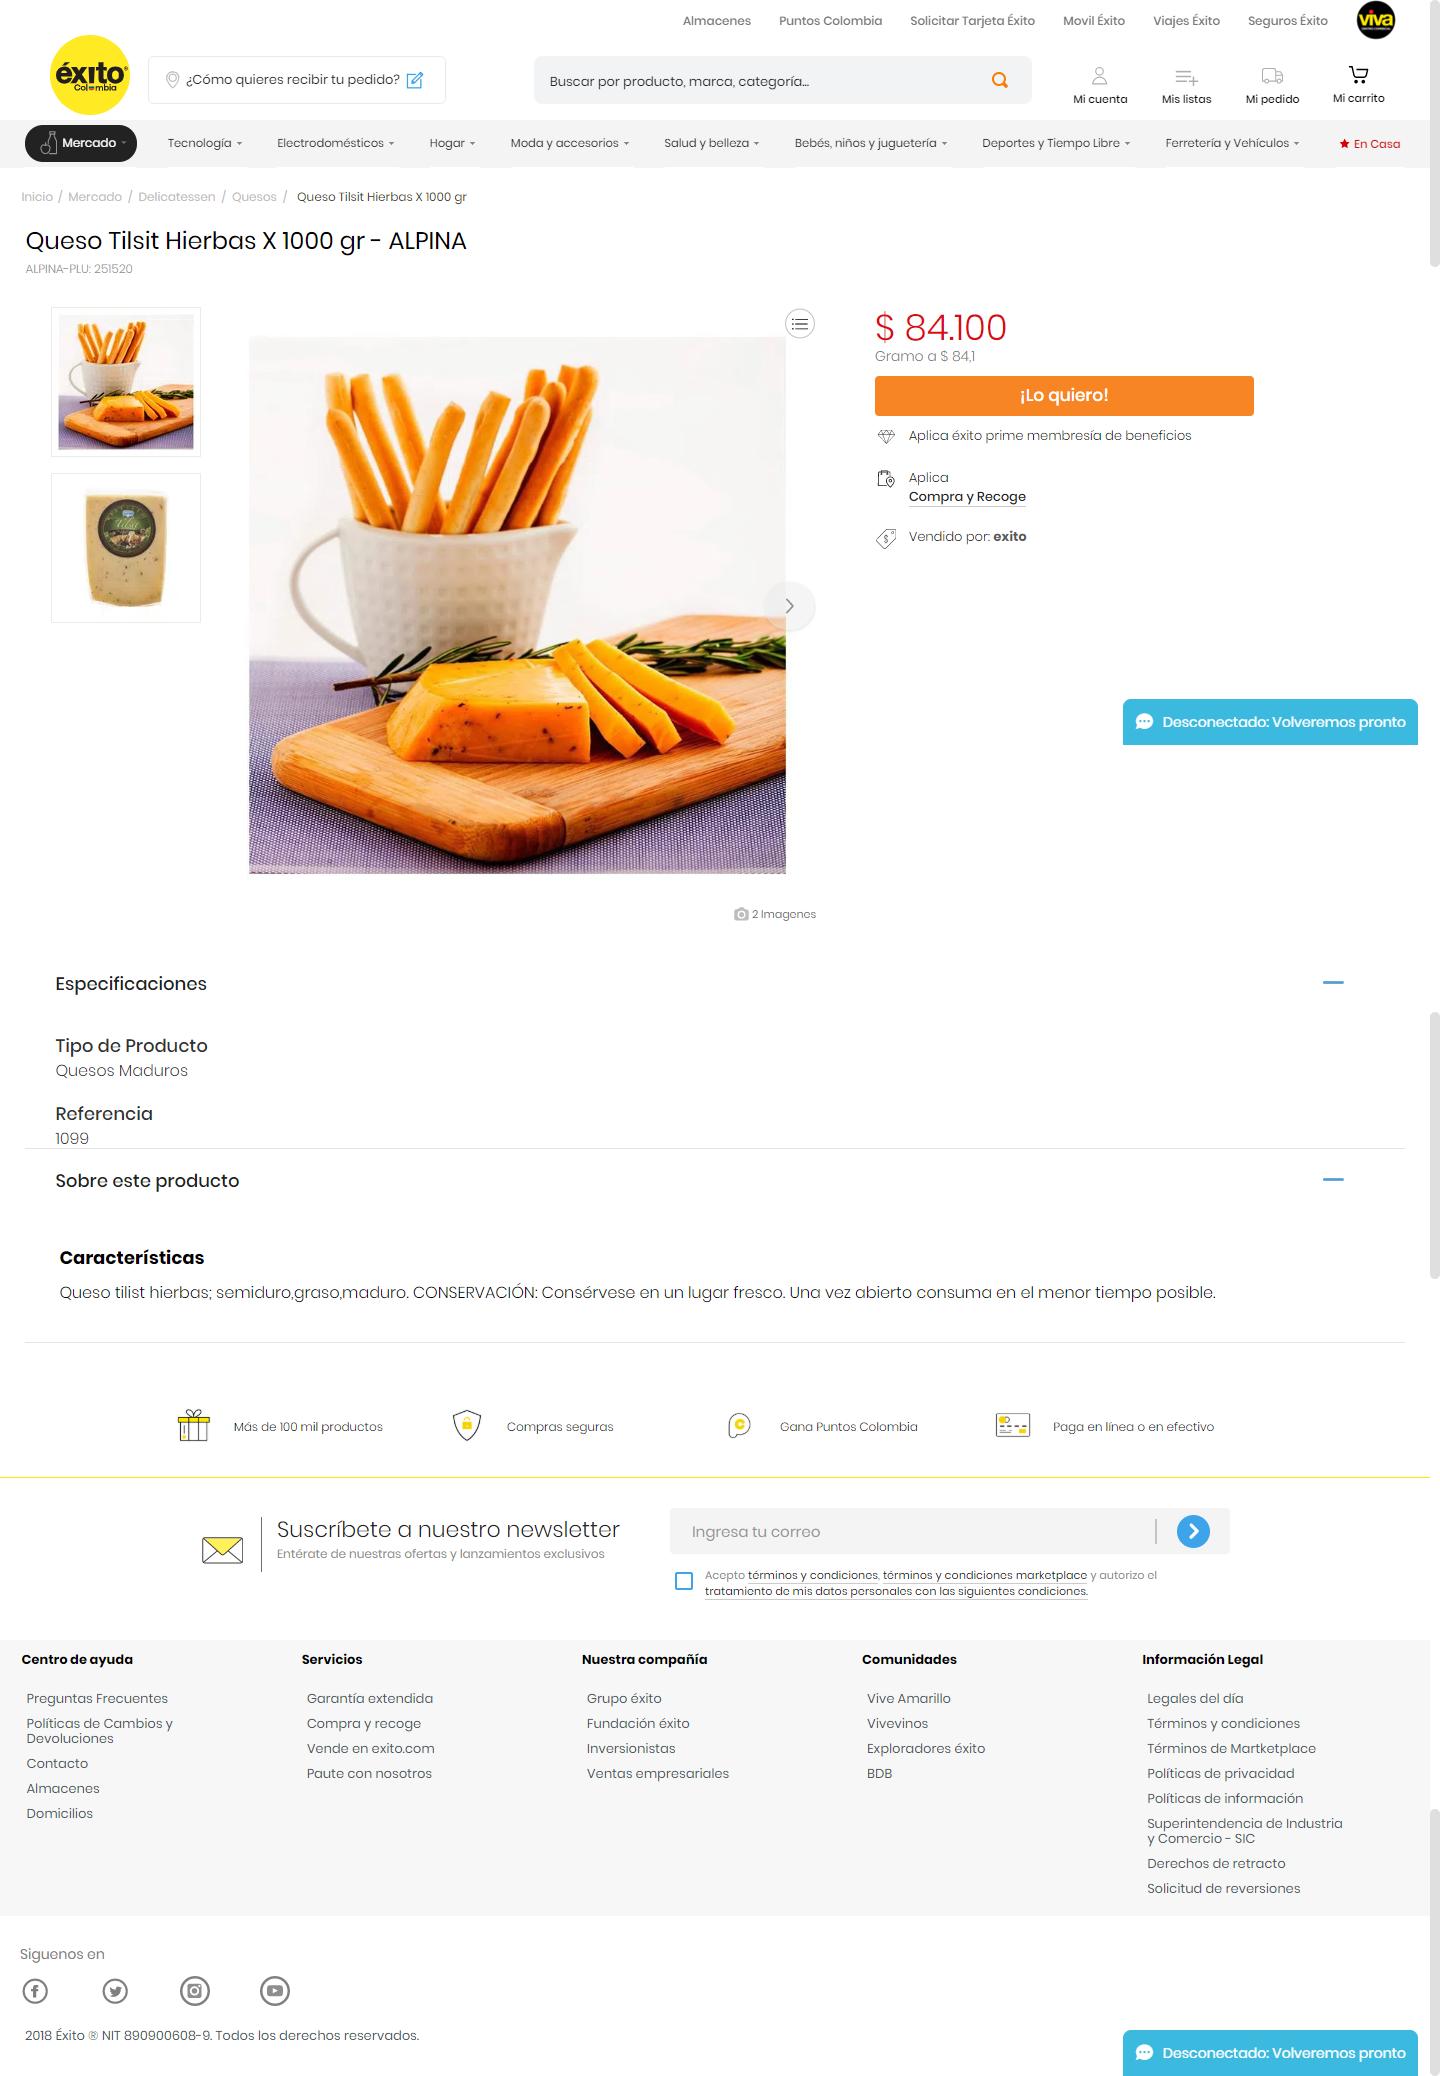 Almacenes
Puntos Colombia
Solicitar Tarjeta Éxito
Movil Éxito
Viajes Éxito
Seguros Éxito
viva
éxito
Colombia
¿Cómo quieres recibir tu pedido?
Buscar por producto, marca, categoría...
Mi cuenta
Mis listas
Mi pedido
Mi carrito
Mercado
Tecnología
Electrodomésticos
Hogar
Moda y accesorios
Salud y belleza
Bebés, niños y juguetería
Deportes y Tiempo Libre
Ferretería y Vehículos
En Casa
Inicio / Mercado / Delicatessen / Quesos / Queso Tilsit Hierbas X 1000 gr
Queso Tilsit Hierbas X 1000 gr - ALPINA
ALPINA-PLU: 251520
Tilsit
$ 84.100
Gramo a $ 84,1
¡Lo quiero!
Aplica éxito prime membresía de beneficios
Aplica
Compra y Recoge
Vendido por: exito
Desconectado: Volveremos pronto
2 Imagenes
Especificaciones
Tipo de Producto
Quesos Maduros
Referencia
1099
Sobre este producto
Características
Queso tilist hierbas; semiduro,graso,maduro. CONSERVACIÓN: Consérvese en un lugar fresco. Una vez abierto consuma en el menor tiempo posible.
Más de 100 mil productos
Compras seguras
Gana Puntos Colombia
Paga en línea o en efectivo
Suscríbete a nuestro newsletter
Entérate de nuestras ofertas y lanzamientos exclusivos
Ingresa tu correo
Acepto términos y condiciones, términos y condiciones marketplace y autorizo el
tratamiento de mis datos personales con las siguientes condiciones.
Centro de ayuda
Preguntas Frecuentes
Políticas de Cambios y
Devoluciones
Contacto
Almacenes
Domicilios
Servicios
Garantía extendida
Compra y recoge
Vende en exito.com
Paute con nosotros
Nuestra compañía
Grupo éxito
Fundación éxito
Inversionistas
Ventas empresariales
Comunidades
Vive Amarillo
Vivevinos
Exploradores éxito
BDB
Información Legal
Legales del día
Términos y condiciones
Términos de Martketplace
Políticas de privacidad
Políticas de información
Superintendencia de Industria
y Comercio - SIC
Derechos de retracto
Solicitud de reversiones
Siguenos en
2018 Éxito ® NIT 890900608-9. Todos los derechos reservados.
Desconectado: Volveremos pronto